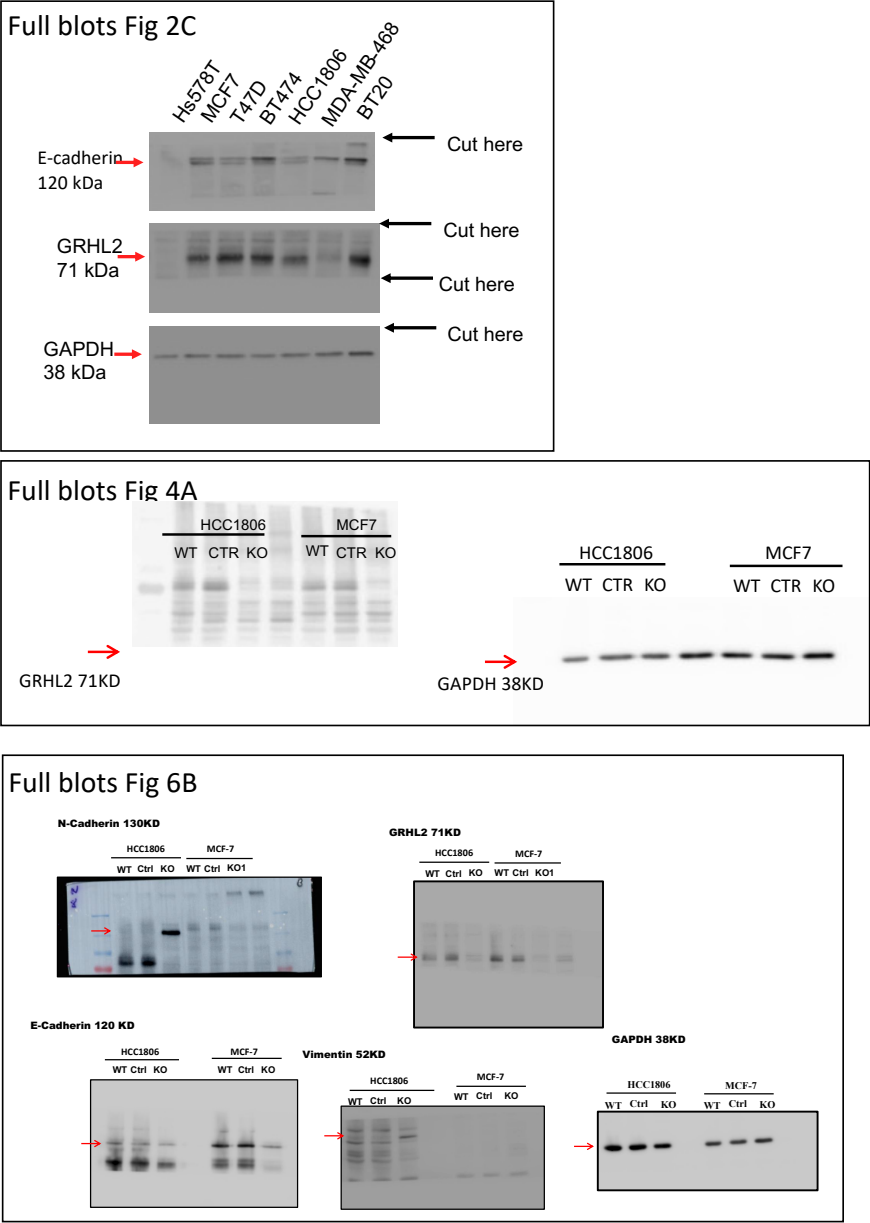 Full blots Fig 2C
Hs578T
MCF7
T47D
BT474
HCC1806
MDA-MB-468
BT20
E-cadherin
120 kDa
Cut here
GRHL2
71 kDa
Cut here
Cut here
GAPDH
38 kDa
Cut here
Full blots Fig 4A
HCC1806 MCF7
WT CTR KO WT CTR KO
GRHL2 71KD
HCC1806 MCF7
WT CTR KO WT CTR KO
GAPDH 38KD
Full blots Fig 6B
N-Cadherin 130KD
HCC1806 MCF-7
WT Ctrl KO WT Ctrl KO1
GRHL2 71KD
HCC1806 MCF-7
WT Ctrl KO WT Ctrl KO1
E-Cadherin 120 KD
HCC1806 MCF-7
WT Ctrl KO WT Ctrl KO
Vimentin 52KD
HCC1806 MCF-7
WT Ctrl KO WT Ctrl KO
GAPDH 38KD
HCC1806 MCF-7
WT Ctrl KO WT Ctrl KO